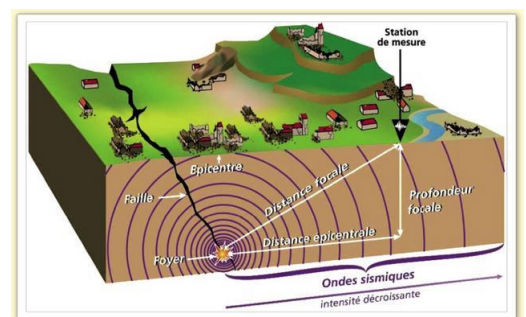 Station
de mesure
Epicentre
Faille
Distance focale
Profondeur
focale
Distance épicentrale
Foyer
Ondes sismiques
intensité décroissante